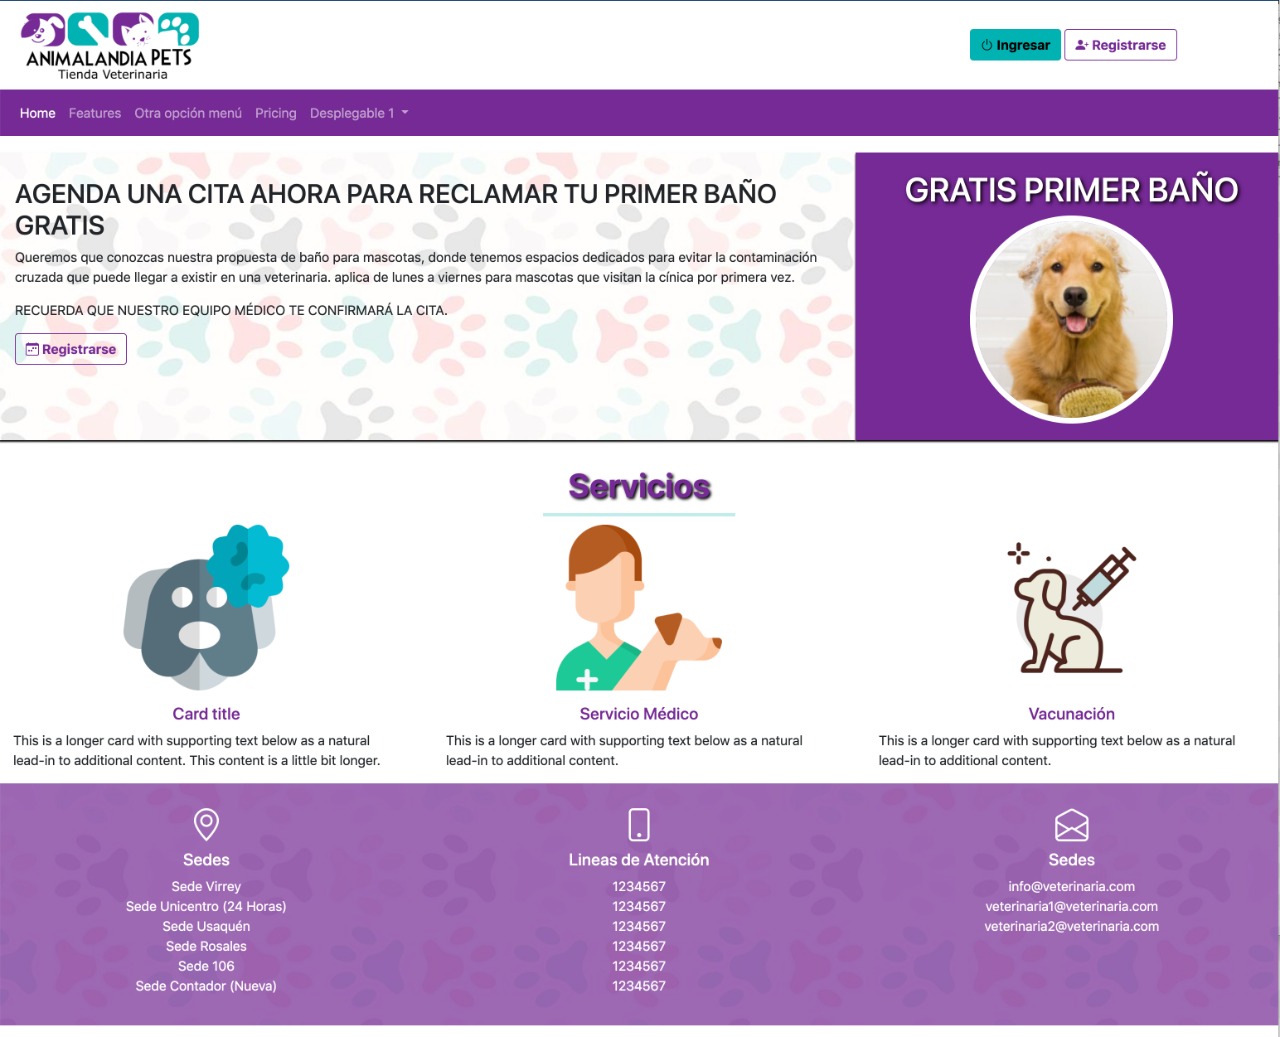 ANIMALANDIA PETS
Tienda Veterinaria
Ingresar
Registrarse
Home
Features
Otra opción menú
Pricing
Desplegable 1
AGENDA UNA CITA AHORA PARA RECLAMAR TU PRIMER BAÑO
GRATIS
Queremos que conozcas nuestra propuesta de baño para mascotas, donde tenemos espacios dedicados para evitar la contaminación
cruzada que puede llegar a existir en una veterinaria. aplica de lunes a viernes para mascotas que visitan la cínica por primera vez.
RECUERDA QUE NUESTRO EQUIPO MÉDICO TE CONFIRMARÁ LA CITA.
Registrarse
GRATIS PRIMER BAÑO
Servicios
Card title
This is a longer card with supporting text below as a natural
lead-in to additional content. This content is a little bit longer.
Servicio Médico
This is a longer card with supporting text below as a natural
lead-in to additional content.
Vacunación
This is a longer card with supporting text below as a natural
lead-in to additional content.
Sedes
Sede Virrey
Sede Unicentro (24 Horas)
Sede Usaquén
Sede Rosales
Sede 106
Sede Contador (Nueva)
Lineas de Atención
1234567
1234567
1234567
1234567
1234567
1234567
Sedes
info@veterinaria.com
veterinaria1@veterinaria.com
veterinaria2@veterinaria.com